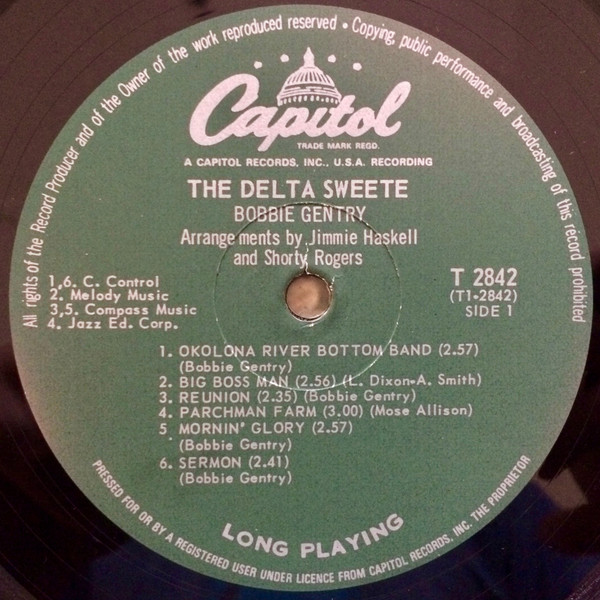 All rights of the Record Producer and of the Owner of the work reproduced reserved • Copying, public performance and broadcasting of this record prohibited
Capitol
TRADE MARK REGD.
A CAPITOL RECORDS, INC., U.S.A. RECORDING
THE DELTA SWEETE
BOBBIE GENTRY
Arrangements by Jimmie Haskell
and Shorty Rogers
1,6. C. Control
2. Melody Music
3,5. Compass Music
4. Jazz Ed. Corp.
T 2842
(T1-2842)
SIDE 1
1. OKOLONA RIVER BOTTOM BAND (2.57)
(Bobbie Gentry)
2. BIG BOSS MAN (2.56) (L. Dixon-A. Smith)
3. REUNION (2.35) (Bobbie Gentry)
4. PARCHMAN FARM (3.00) (Mose Allison)
5 MORNIN' GLORY (2.57)
(Bobbie Gentry)
6. SERMON (2.41)
(Bobbie Gentry)
LONG PLAYING
PRESSED FOR OR BY A REGISTERED USER UNDER LICENCE FROM CAPITOL RECORDS, INC. THE PROPRIETOR